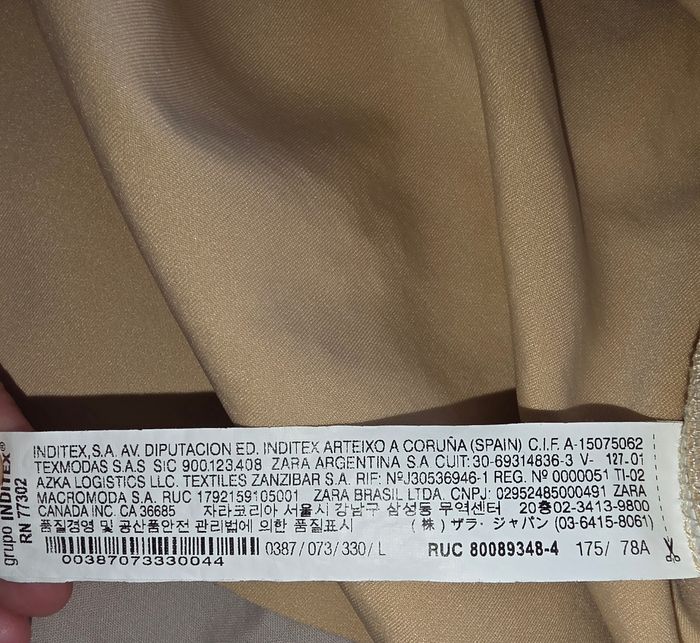 grupo INDITEX®
RN 77302
INDITEX,S.A. AV. DIPUTACION ED. INDITEX ARTEIXO A CORUÑA (SPAIN) C.I.F. A-15075062
TEXMODAS S.A.S SIC 900.123.408 ZARA ARGENTINA S.A CUIT: 30-69314836-3 V- 127-01
AZKA LOGISTICS LLC. TEXTILES ZANZIBAR S.A. RIF: NºJ30536946-1 REG. Nº 0000051 TI-02
MACROMODA S.A. RUC 1792159105001 ZARA BRASIL LTDA. CNPJ: 02952485000491 ZARA
CANADA INC. CA 36685 자라코리아 서울시 강남구 삼성동 무역센터 20층02-3413-9800
품질경영 및 공산품안전 관리법에 의한 품질표시 (株) ザラ・ジャパン (03-6415-8061)
0387/073/330/L RUC 80089348-4 175/ 78A
00387073330044